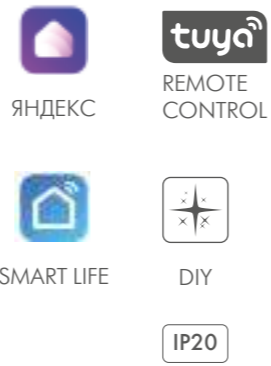 tuya
ЯНДЕКС
REMOTE
CONTROL
SMART LIFE
DIY
IP20